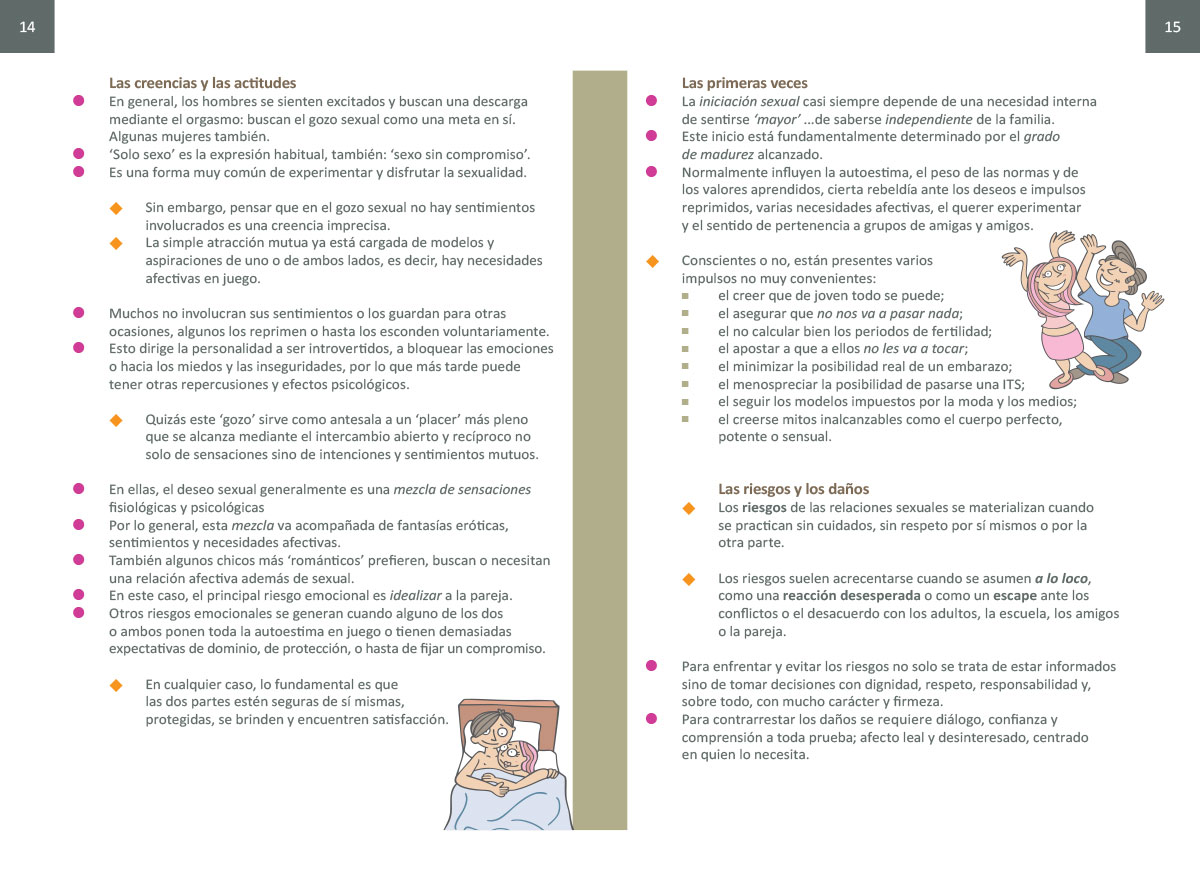 14
Las creencias y las actitudes
En general, los hombres se sienten excitados y buscan una descarga
mediante el orgasmo: buscan el gozo sexual como una meta en sí.
Algunas mujeres también.
‘Solo sexo’ es la expresión habitual, también: ‘sexo sin compromiso’.
Es una forma muy común de experimentar y disfrutar la sexualidad.
Sin embargo, pensar que en el gozo sexual no hay sentimientos
involucrados es una creencia imprecisa.
La simple atracción mutua ya está cargada de modelos y
aspiraciones de uno o de ambos lados, es decir, hay necesidades
afectivas en juego.
Muchos no involucran sus sentimientos o los guardan para otras
ocasiones, algunos los reprimen o hasta los esconden voluntariamente.
Esto dirige la personalidad a ser introvertidos, a bloquear las emociones
o hacia los miedos y las inseguridades, por lo que más tarde puede
tener otras repercusiones y efectos psicológicos.
Quizás este ‘gozo’ sirve como antesala a un ‘placer’ más pleno
que se alcanza mediante el intercambio abierto y recíproco no
solo de sensaciones sino de intenciones y sentimientos mutuos.
En ellas, el deseo sexual generalmente es una mezcla de sensaciones
fisiológicas y psicológicas
Por lo general, esta mezcla va acompañada de fantasías eróticas,
sentimientos y necesidades afectivas.
También algunos chicos más ‘románticos’ prefieren, buscan o necesitan
una relación afectiva además de sexual.
En este caso, el principal riesgo emocional es idealizar a la pareja.
Otros riesgos emocionales se generan cuando alguno de los dos
o ambos ponen toda la autoestima en juego o tienen demasiadas
expectativas de dominio, de protección, o hasta de fijar un compromiso.
En cualquier caso, lo fundamental es que
las dos partes estén seguras de sí mismas,
protegidas, se brinden y encuentren satisfacción.
15
Las primeras veces
La iniciación sexual casi siempre depende de una necesidad interna
de sentirse ‘mayor’ ...de saberse independiente de la familia.
Este inicio está fundamentalmente determinado por el grado
de madurez alcanzado.
Normalmente influyen la autoestima, el peso de las normas y de
los valores aprendidos, cierta rebeldía ante los deseos e impulsos
reprimidos, varias necesidades afectivas, el querer experimentar
y el sentido de pertenencia a grupos de amigas y amigos.
Conscientes o no, están presentes varios
impulsos no muy convenientes:
el creer que de joven todo se puede;
el asegurar que no nos va a pasar nada;
el no calcular bien los periodos de fertilidad;
el apostar a que a ellos no les va a tocar;
el minimizar la posibilidad real de un embarazo;
el menospreciar la posibilidad de pasarse una ITS;
el seguir los modelos impuestos por la moda y los medios;
el creerse mitos inalcanzables como el cuerpo perfecto,
potente o sensual.
Las riesgos y los daños
Los riesgos de las relaciones sexuales se materializan cuando
se practican sin cuidados, sin respeto por sí mismos o por la
otra parte.
Los riesgos suelen acrecentarse cuando se asumen a lo loco,
como una reacción desesperada o como un escape ante los
conflictos o el desacuerdo con los adultos, la escuela, los amigos
o la pareja.
Para enfrentar y evitar los riesgos no solo se trata de estar informados
sino de tomar decisiones con dignidad, respeto, responsabilidad y,
sobre todo, con mucho carácter y firmeza.
Para contrarrestar los daños se requiere diálogo, confianza y
comprensión a toda prueba; afecto leal y desinteresado, centrado
en quien lo necesita.